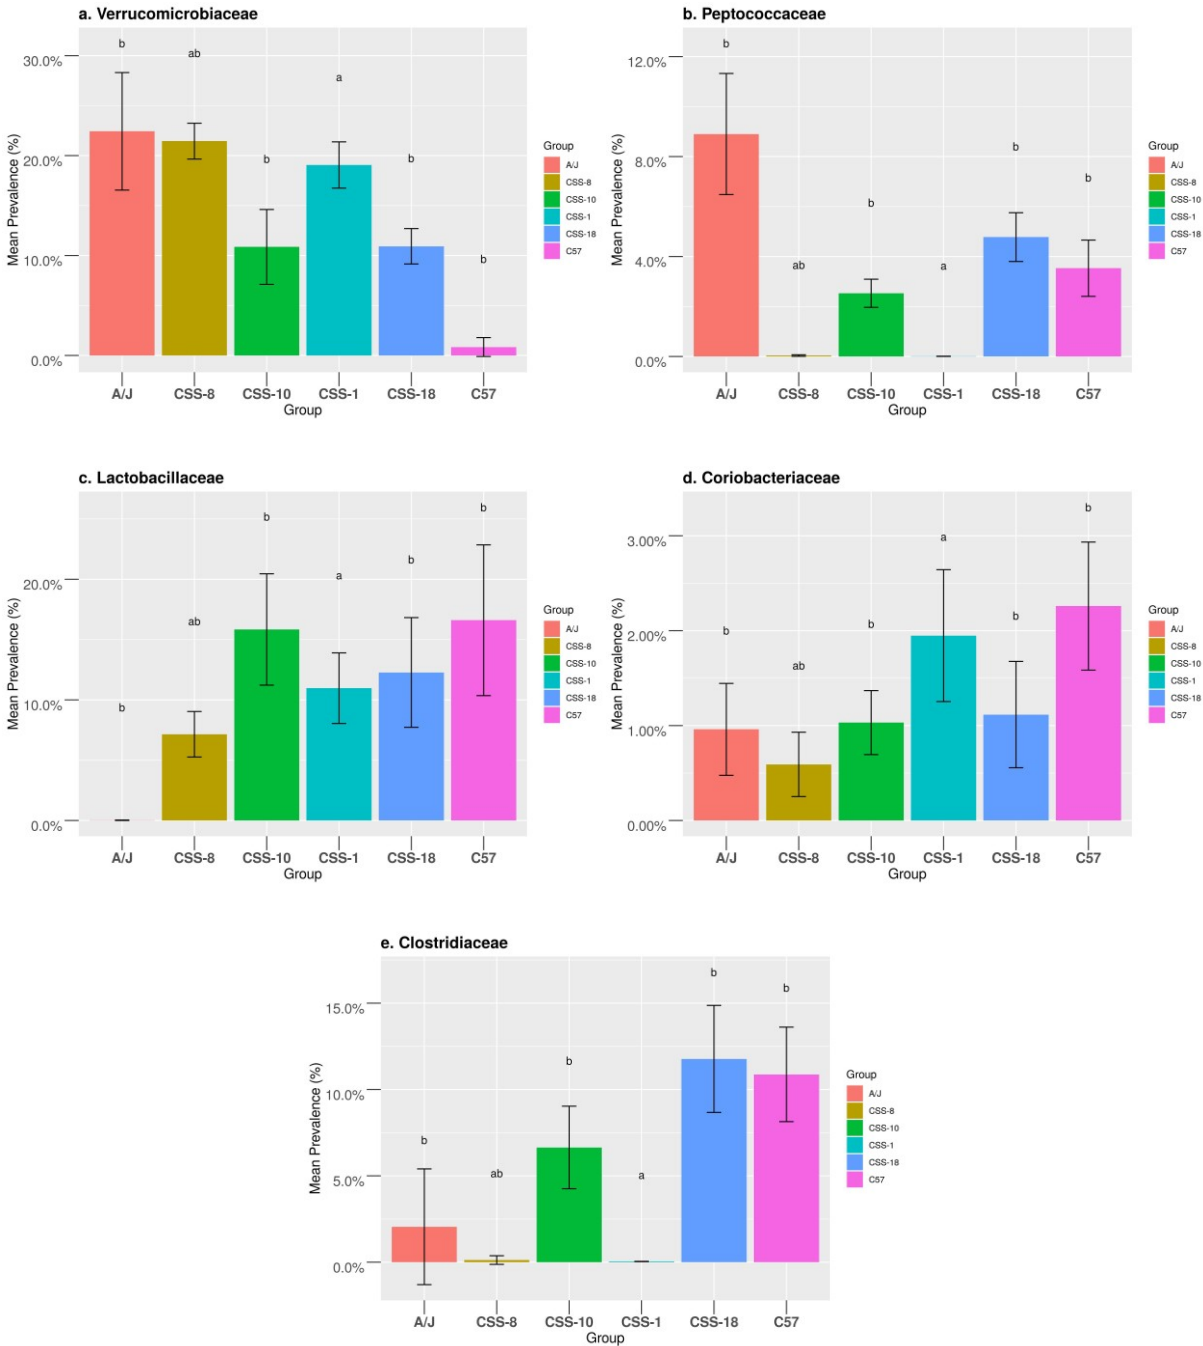 a. Verrucomicrobiaceae
Mean Prevalence (%)
30.0%
20.0%
10.0%
0.0%
b
ab
b
a
b
b
A/J
CSS-8
CSS-10
CSS-1
CSS-18
C57
Group
Group
A/J
CSS-8
CSS-10
CSS-1
CSS-18
C57
b. Peptococcaceae
Mean Prevalence (%)
12.0%
8.0%
4.0%
0.0%
b
ab
b
a
b
b
A/J
CSS-8
CSS-10
CSS-1
CSS-18
C57
Group
Group
A/J
CSS-8
CSS-10
CSS-1
CSS-18
C57
c. Lactobacillaceae
Mean Prevalence (%)
20.0%
10.0%
0.0%
b
ab
b
a
b
b
A/J
CSS-8
CSS-10
CSS-1
CSS-18
C57
Group
Group
A/J
CSS-8
CSS-10
CSS-1
CSS-18
C57
d. Coriobacteriaceae
Mean Prevalence (%)
3.00%
2.00%
1.00%
0.00%
b
ab
b
a
b
b
A/J
CSS-8
CSS-10
CSS-1
CSS-18
C57
Group
Group
A/J
CSS-8
CSS-10
CSS-1
CSS-18
C57
e. Clostridiaceae
Mean Prevalence (%)
15.0%
10.0%
5.0%
0.0%
b
ab
b
a
b
b
A/J
CSS-8
CSS-10
CSS-1
CSS-18
C57
Group
Group
A/J
CSS-8
CSS-10
CSS-1
CSS-18
C57